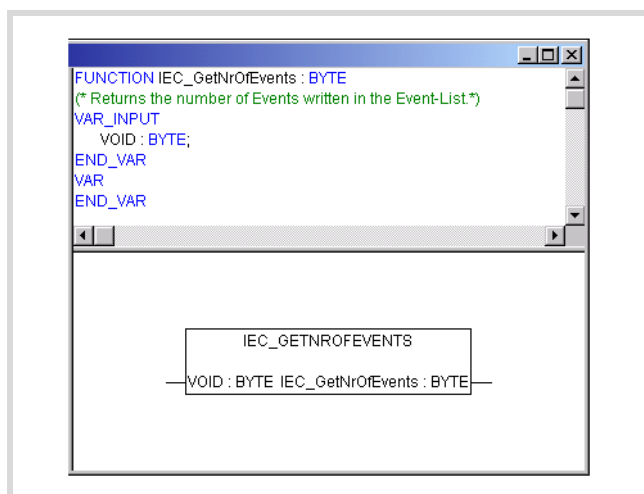 FUNCTION IEC_GetNrOfEvents : BYTE
(* Returns the number of Events written in the Event-List.*)
VAR_INPUT
VOID : BYTE;
END_VAR
VAR
END_VAR
IEC_GETNROFEVENTS
VOID : BYTE IEC_GetNrOfEvents : BYTE